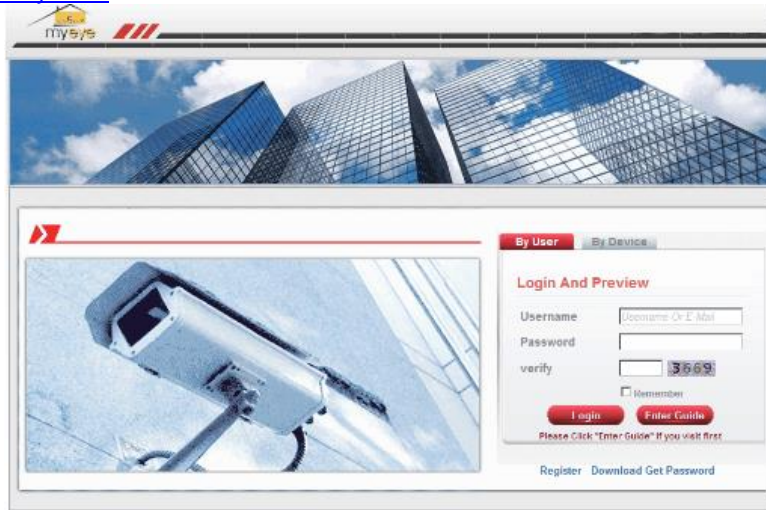 myeye
By User By Device
Login And Preview
Username Username Or E-Mail
Password
verify 3669
Remember
Login Enter Guide
Please Click "Enter Guide" if you visit first
Register Download Get Password